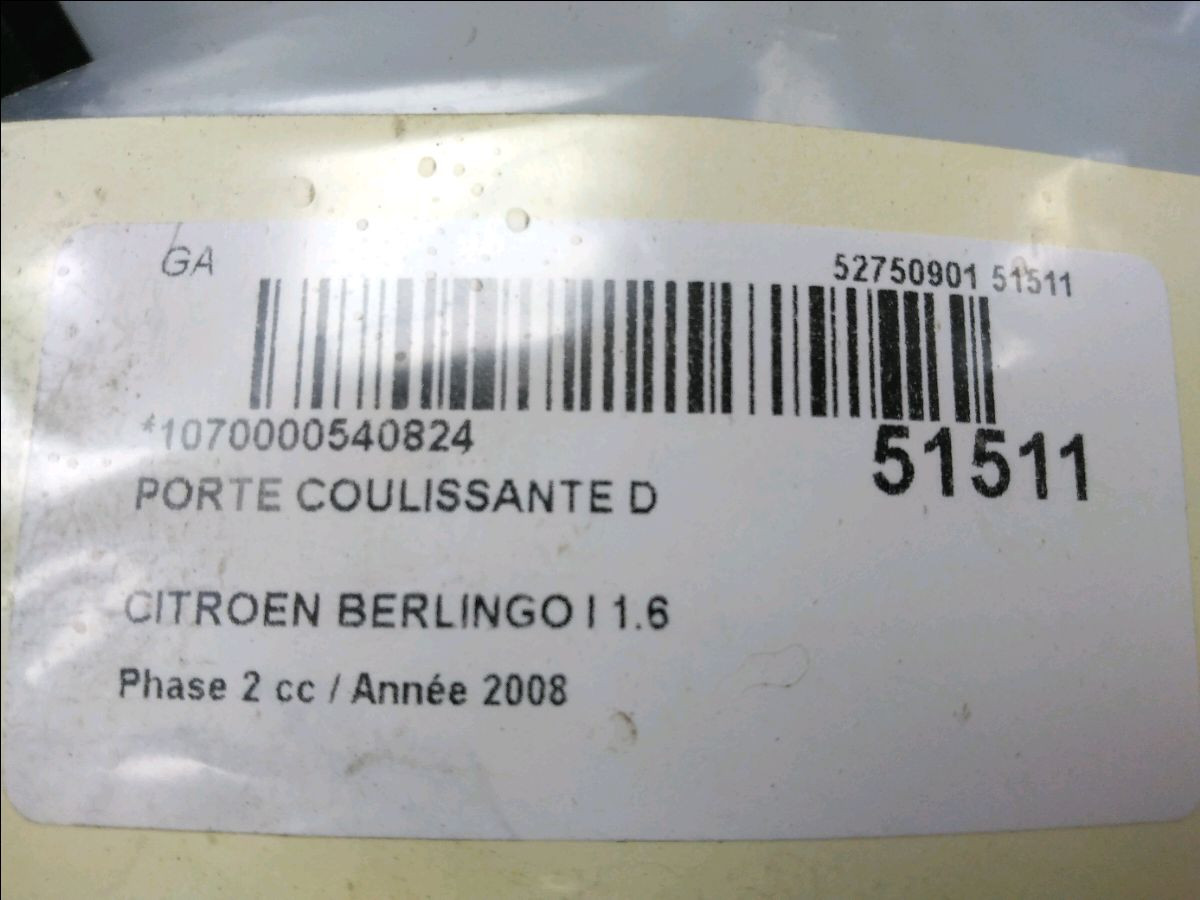 GA
52750901 51511
*1070000540824
51511
PORTE COULISSANTE D
CITROEN BERLINGO I 1.6
Phase 2 cc / Année 2008